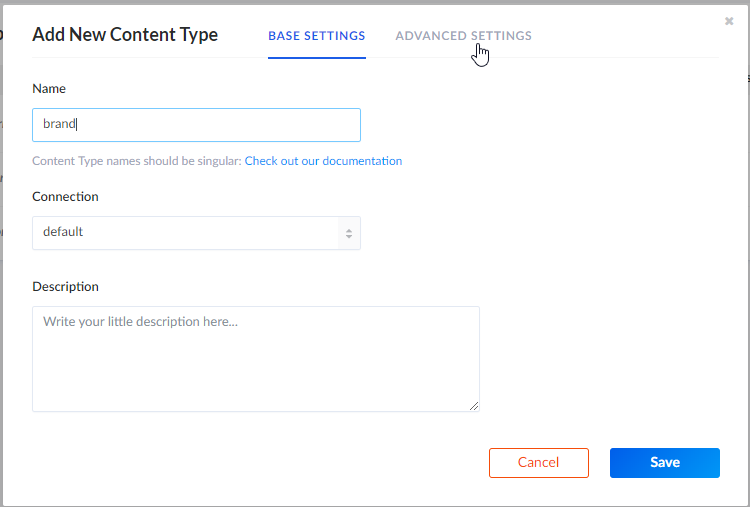 Add New Content Type
BASE SETTINGS
ADVANCED SETTINGS
Name
brand
Content Type names should be singular: Check out our documentation
Connection
default
Description
Write your little description here...
Cancel
Save